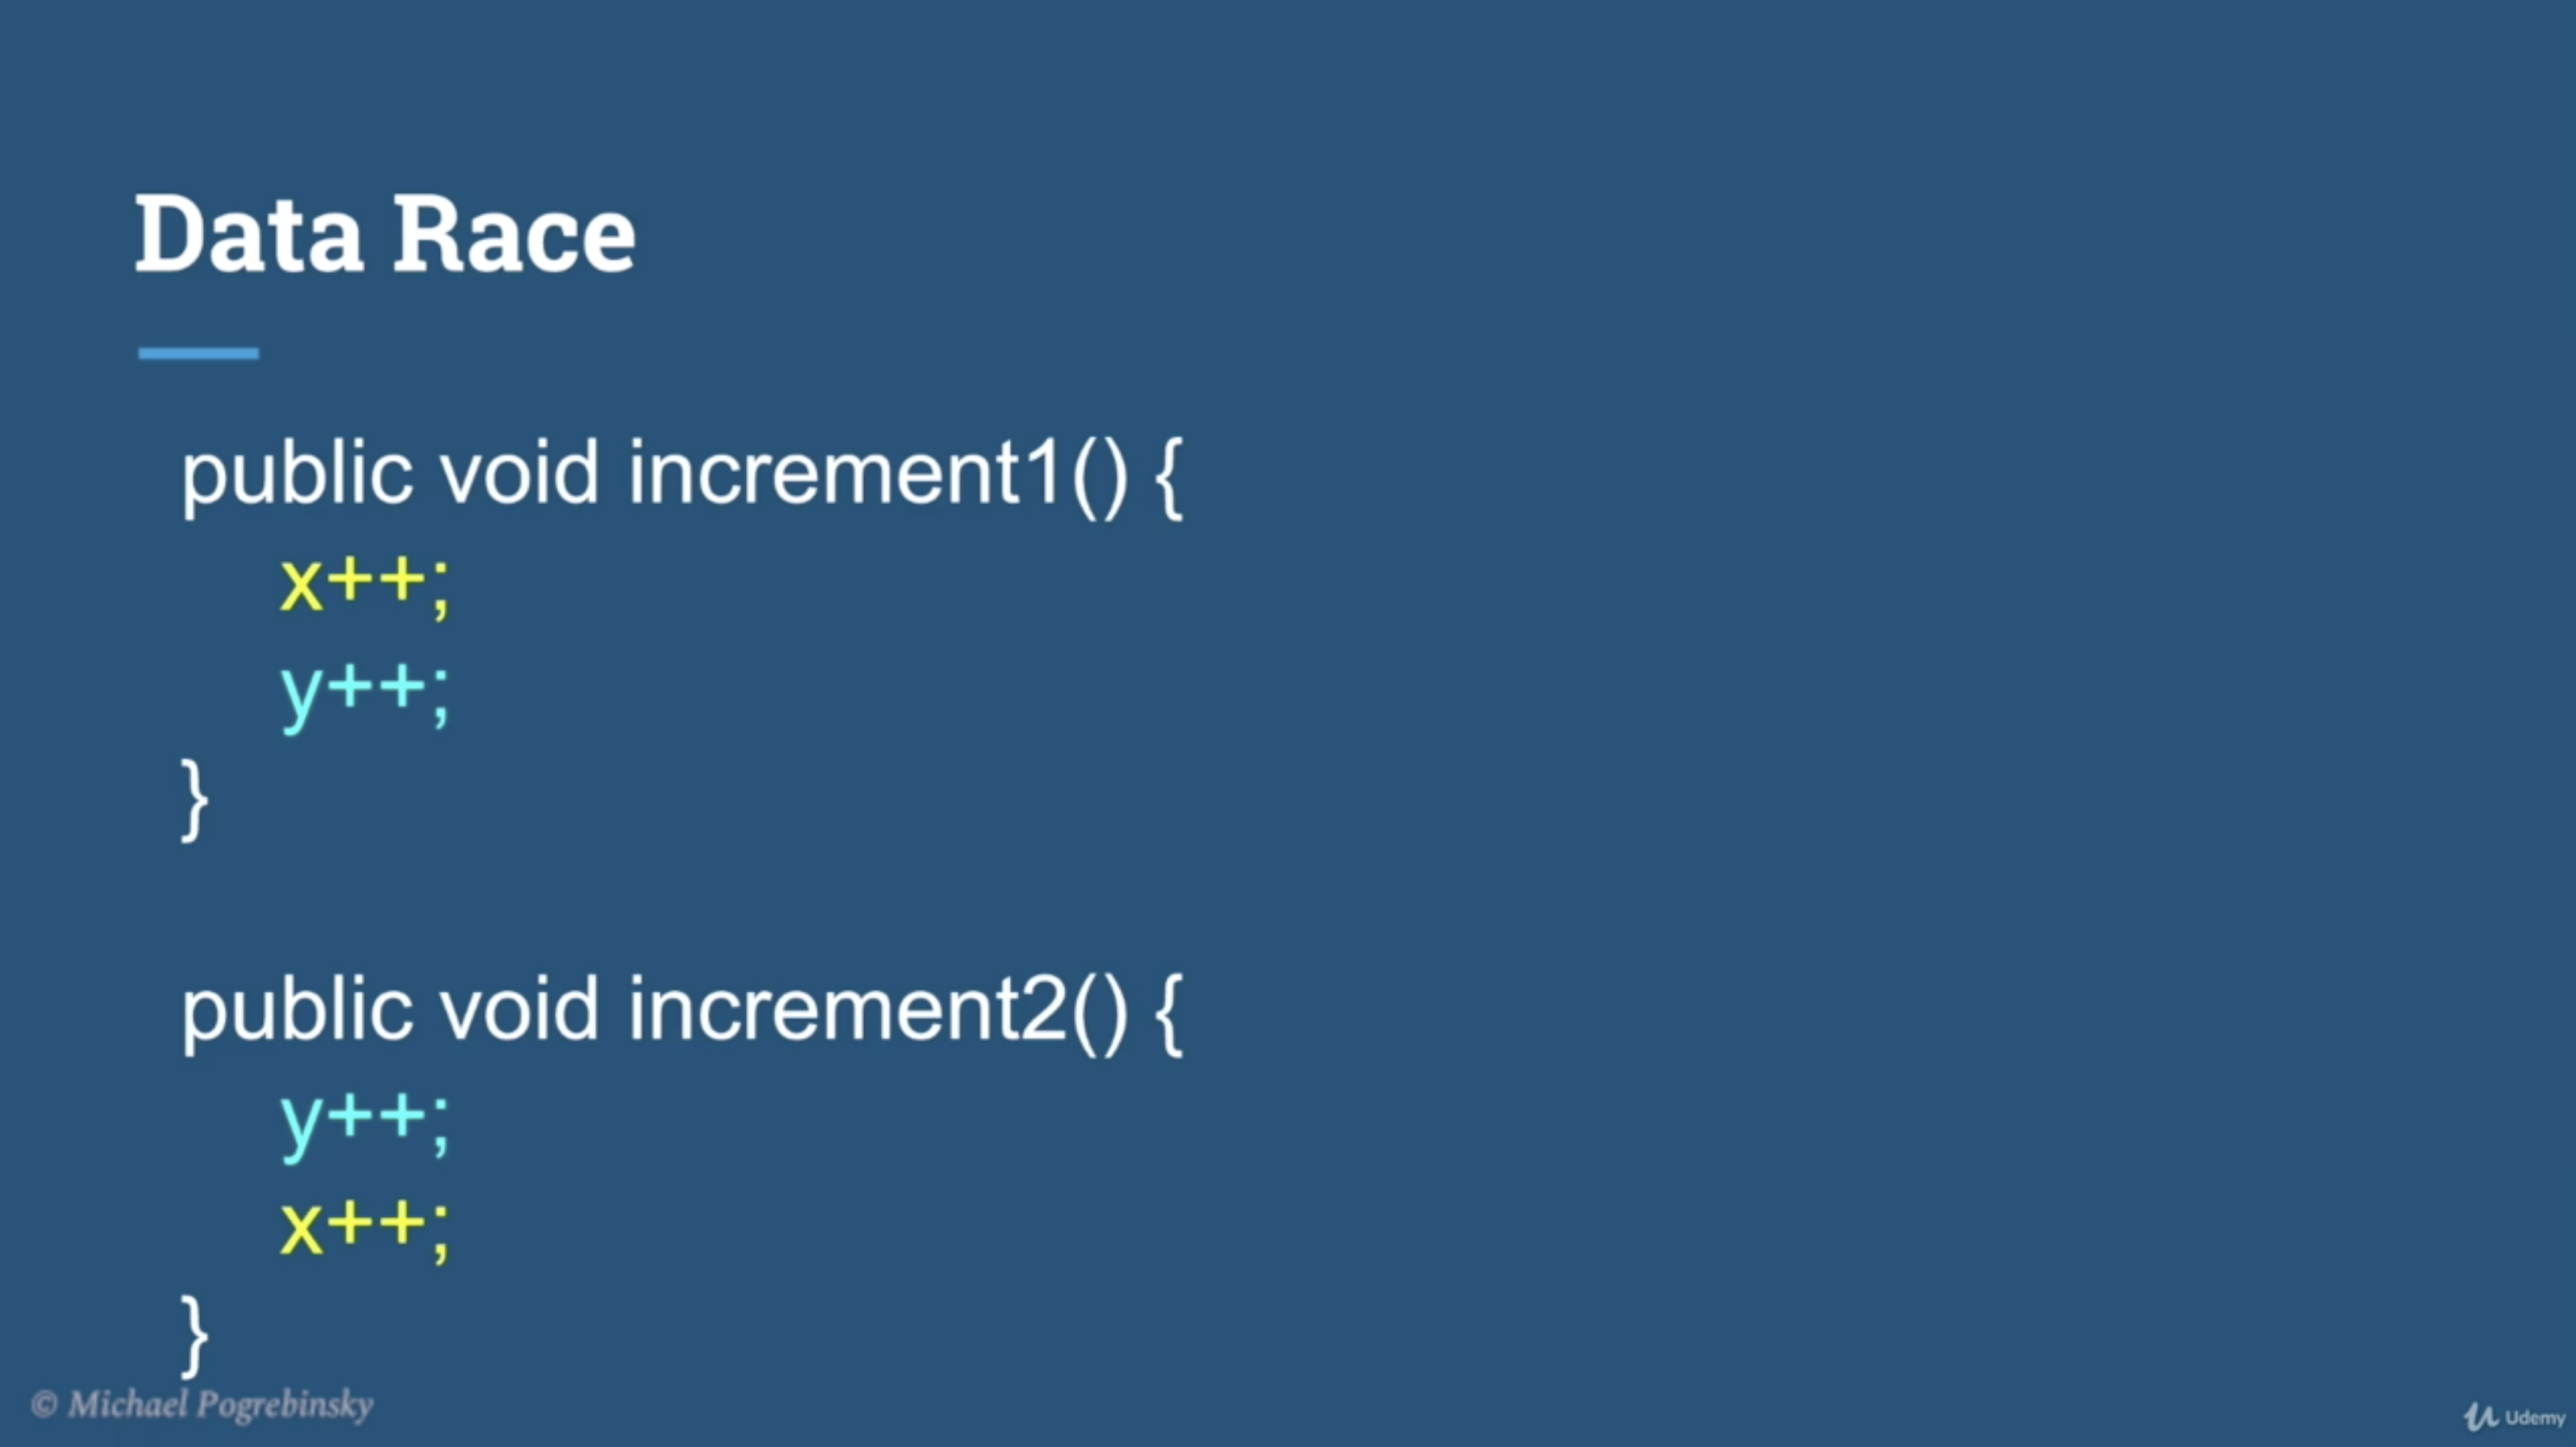 Data Race
public void increment1() {
x++;
y++;
}
public void increment2() {
y++;
x++;
}
© Michael Pogrebinsky
Udemy